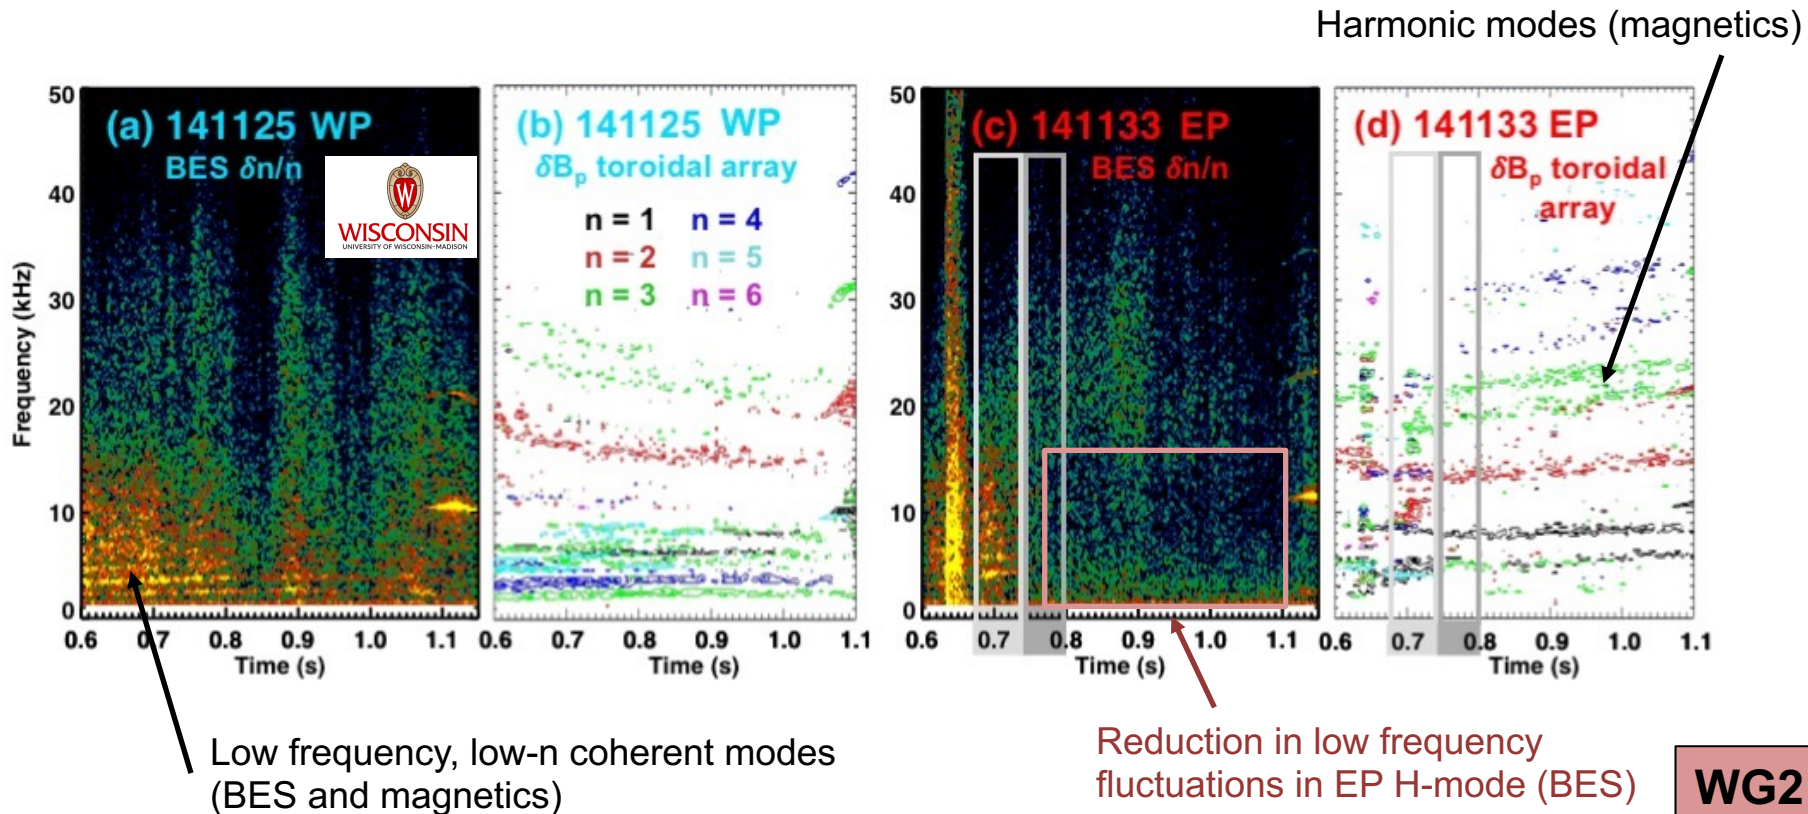 Harmonic modes (magnetics)
50
40
30
20
10
0
Frequency (kHz)
(a) 141125 WP
BES δn/n
W
WISCONSIN
UNIVERSITY OF WISCONSIN-MADISON
0.6 0.7 0.8 0.9 1.0 1.1
Time (s)
(b) 141125 WP
δBp toroidal array
n = 1 n = 4
n = 2 n = 5
n = 3 n = 6
0.7 0.8 0.9 1.0 1.1
Time (s)
50
40
30
20
10
0
(c) 141133 EP
BES δn/n
0.6 0.7 0.8 0.9 1.0
Time (s)
(d) 141133 EP
δBp toroidal
array
0.6 0.7 0.8 0.9 1.0 1.1
Time (s)
Low frequency, low-n coherent modes
(BES and magnetics)
Reduction in low frequency
fluctuations in EP H-mode (BES)
WG2